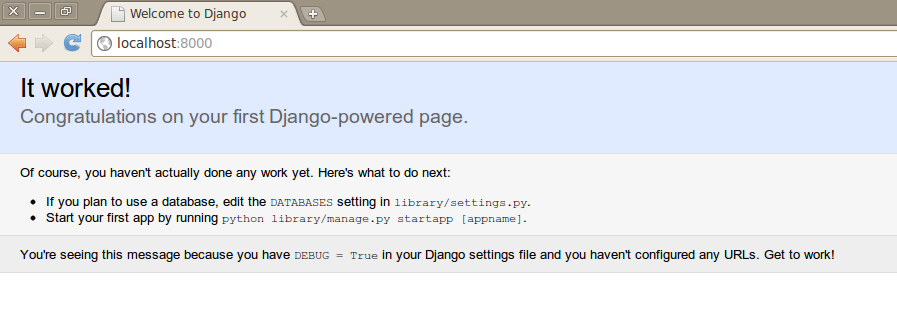 Welcome to Django
localhost:8000
It worked!
Congratulations on your first Django-powered page.
Of course, you haven't actually done any work yet. Here's what to do next:
If you plan to use a database, edit the DATABASES setting in library/settings.py.
Start your first app by running python library/manage.py startapp [appname].
You're seeing this message because you have DEBUG = True in your Django settings file and you haven't configured any URLs. Get to work!